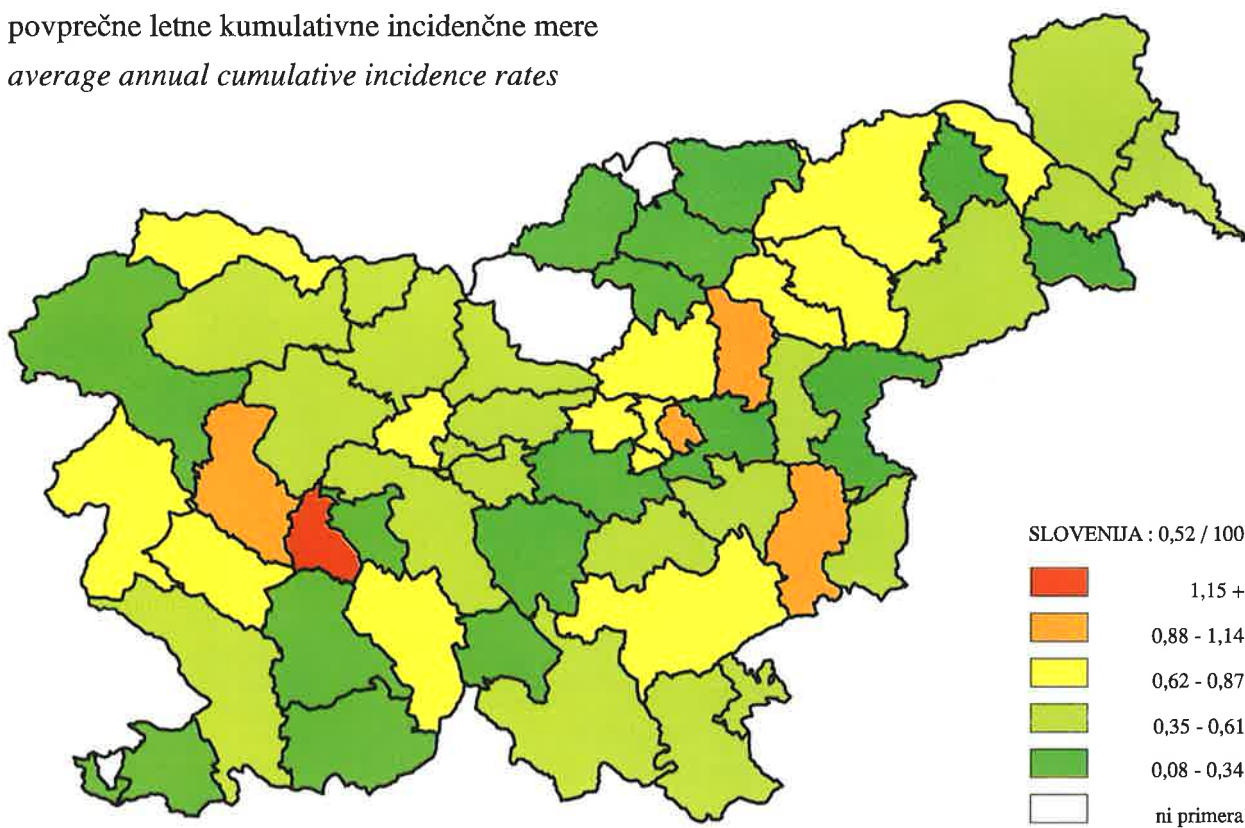 povprečne letne kumulativne incidenčne mere
average annual cumulative incidence rates
SLOVENIJA : 0,52 / 100
1,15 +
0,88 - 1,14
0,62 - 0,87
0,35 - 0,61
0,08 - 0,34
ni primera